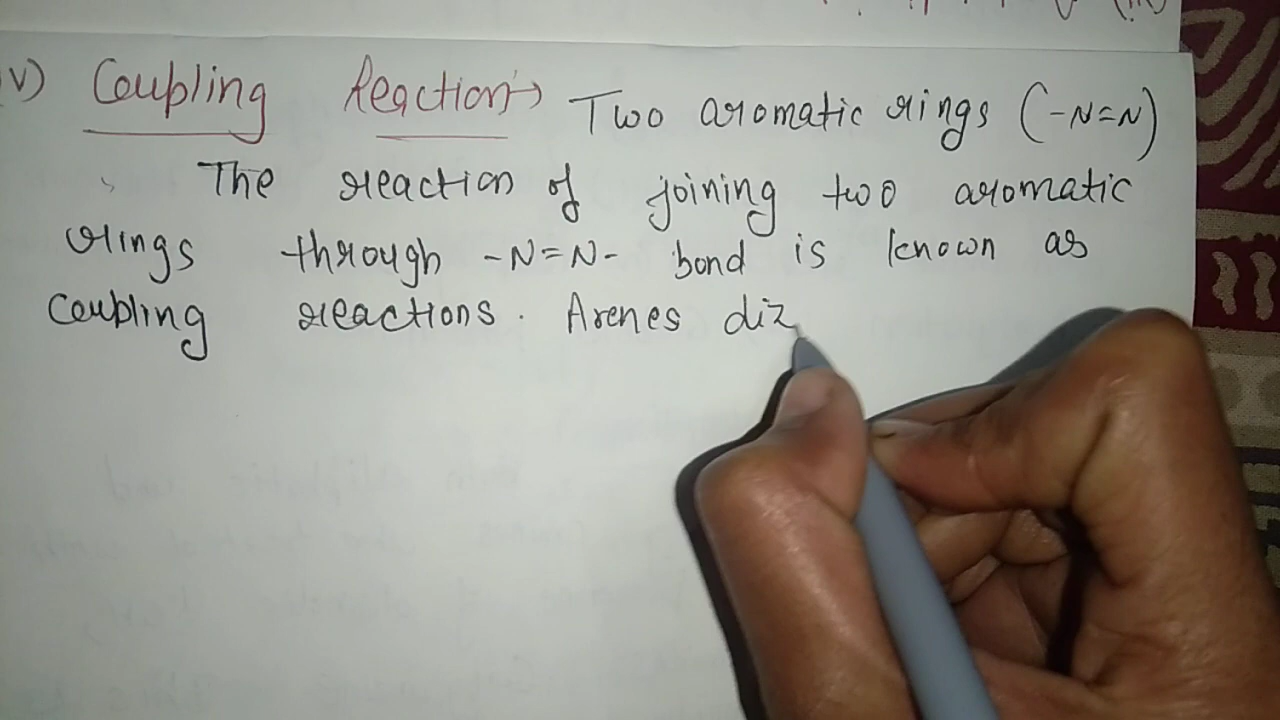 V) Coupling Reaction→ Two aromatic rings (-N=N)
The reaction of joining two aromatic
rings through -N=N- bond is known as
Coupling reactions. Arenes diz